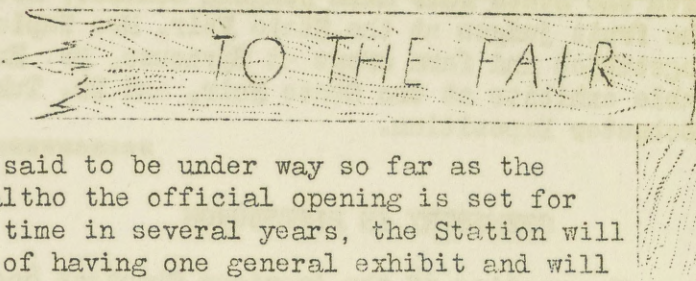 TO THE FAIR
said to be under way so far as the
ltho the official opening is set for
time in several years, the Station will
of having one general exhibit and will